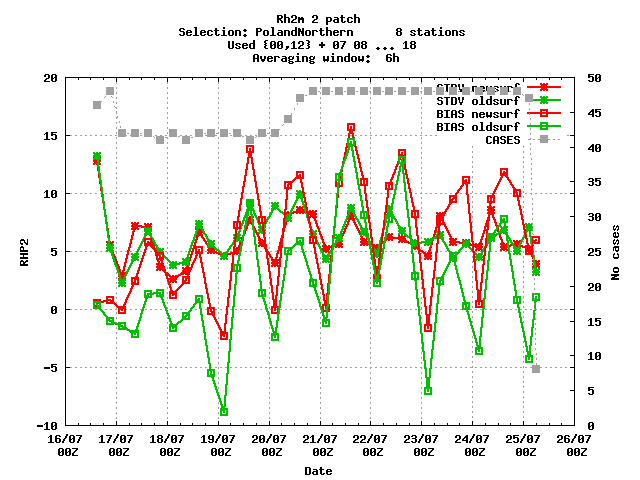 Rh2m 2 patch
Selection: PolandNorthern 8 stations
Used {00,12} + 07 08 ... 18
Averaging window: 6h
20 50
STDV newsurf
STDV oldsurf
BIAS newsurf
BIAS oldsurf
CASES
45
15
40
35
10
30
RHP2
No cases
5
25
20
0
15
10
-5
5
-10 0
16/07 17/07 18/07 19/07 20/07 21/07 22/07 23/07 24/07 25/07 26/07
00Z 00Z 00Z 00Z 00Z 00Z 00Z 00Z 00Z 00Z 00Z
Date